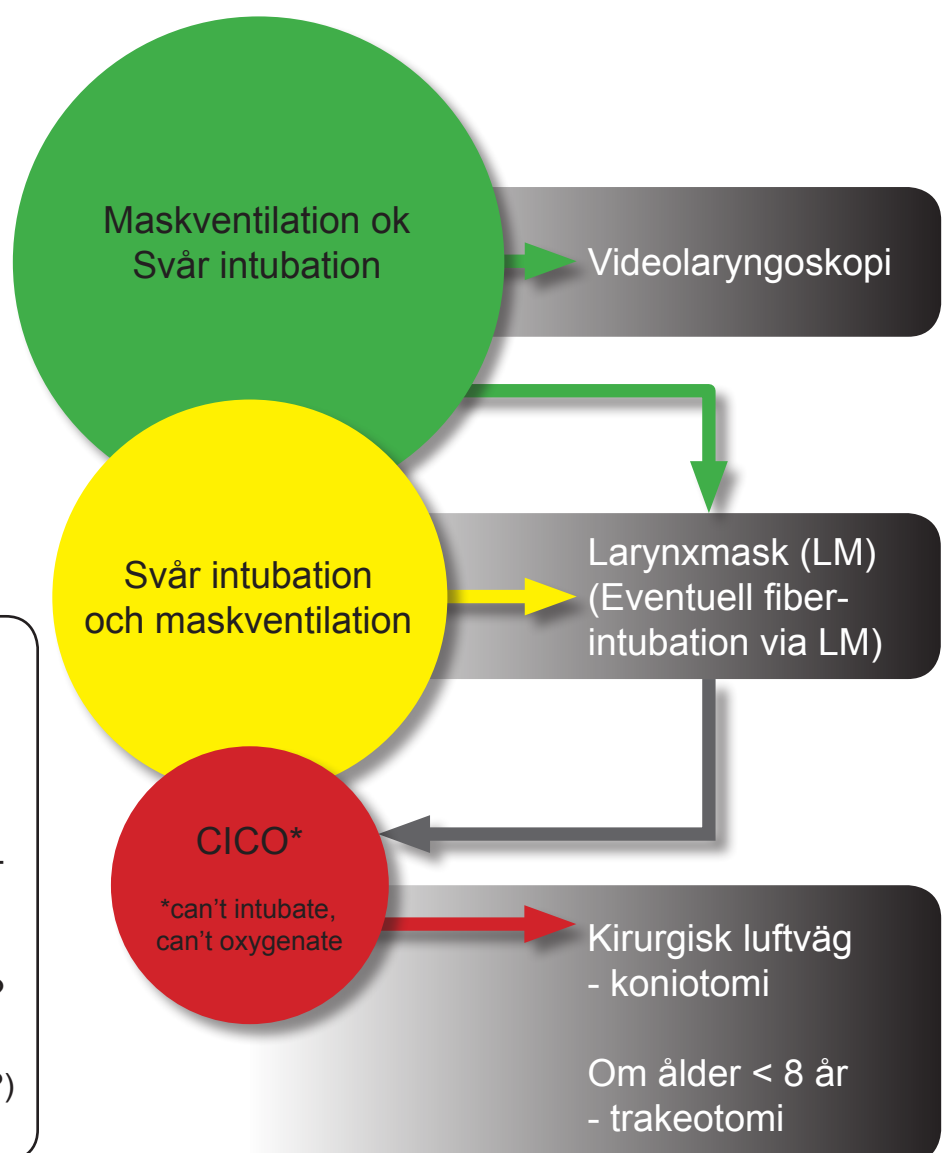 Maskventilation ok
Svår intubation
Videolaryngoskopi
Svår intubation
och maskventilation
Larynxmask (LM)
(Eventuell fiber-
intubation via LM)
CICO*
*can't intubate,
can't oxygenate
Kirurgisk luftväg
- koniotomi
Om ålder < 8 år
- trakeotomi
-
?
?)